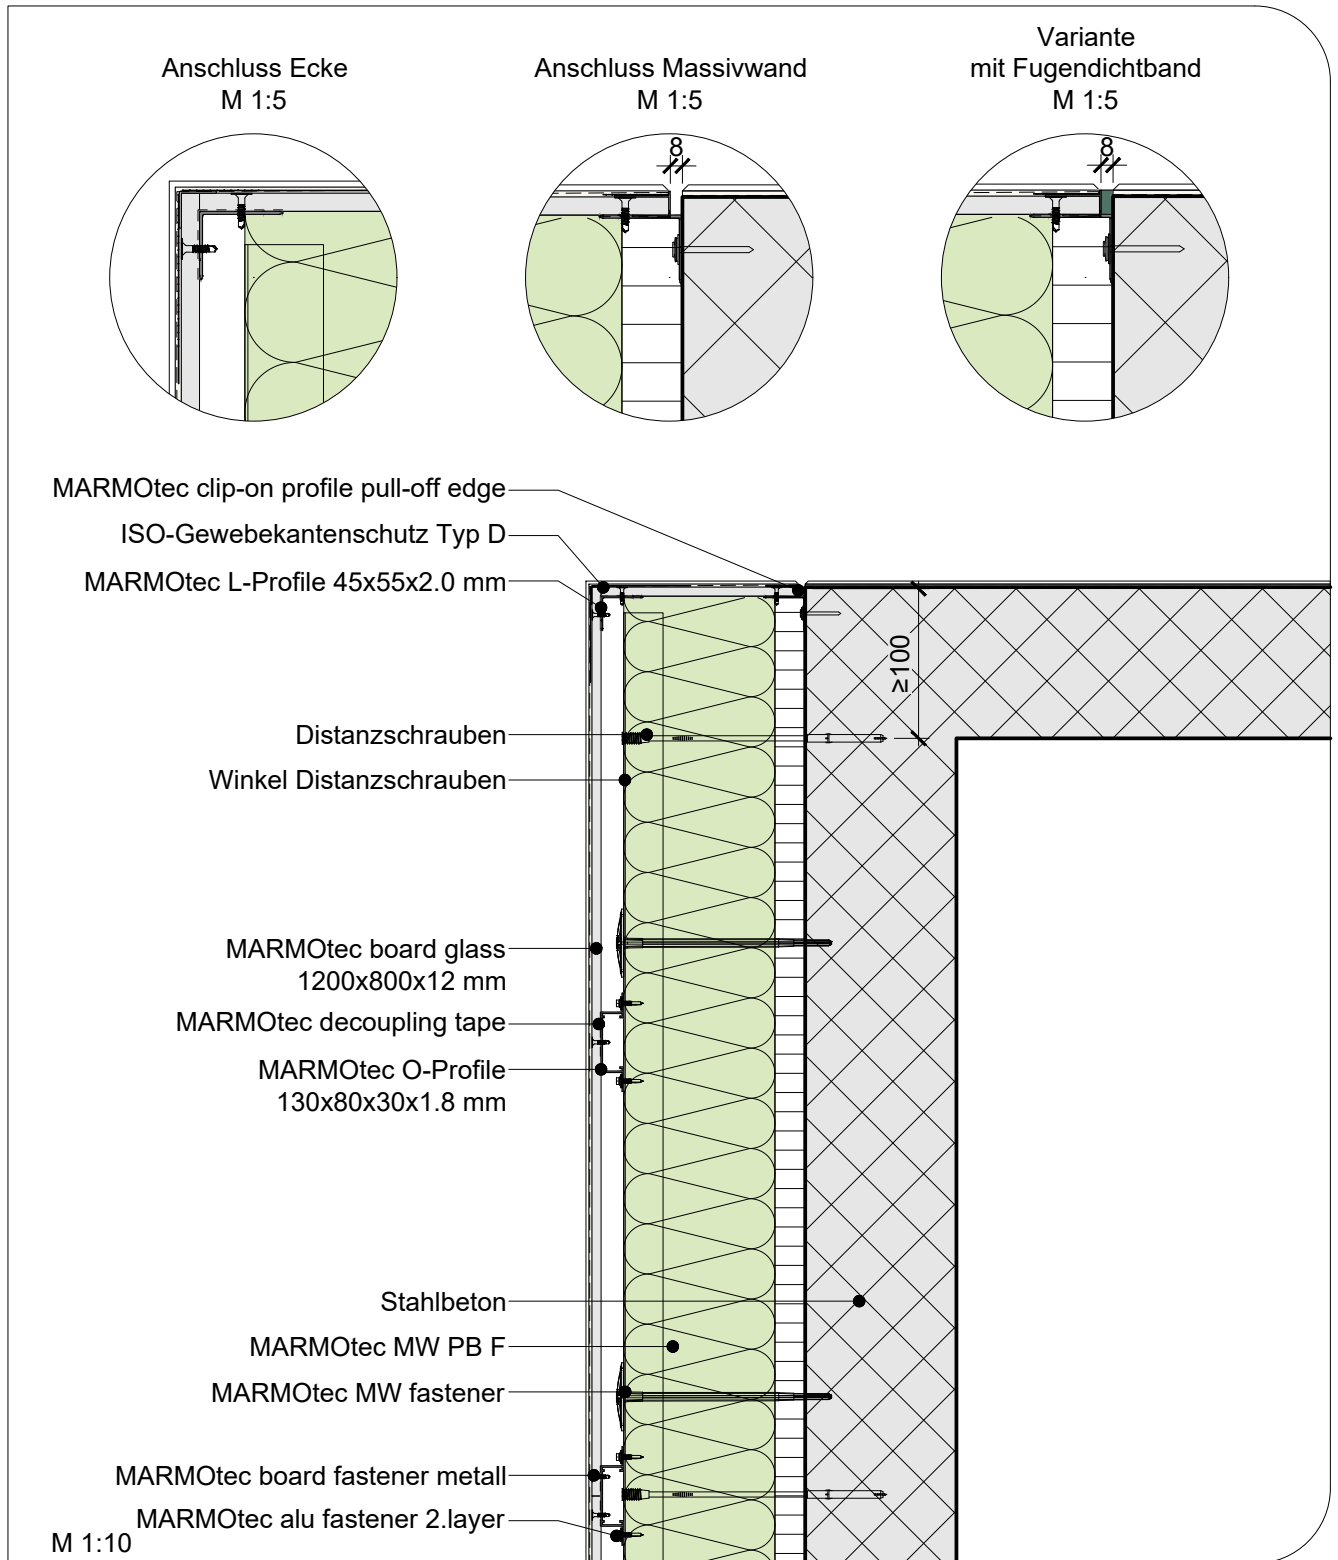 Anschluss Ecke
M 1:5
Anschluss Massivwand
M 1:5
Variante
mit Fugendichtband
M 1:5
8
8
MARMOtec clip-on profile pull-off edge
ISO-Gewebekantenschutz Typ D
MARMOtec L-Profile 45x55x2.0 mm
≥100
Distanzschrauben
Winkel Distanzschrauben
MARMOtec board glass
1200x800x12 mm
MARMOtec decoupling tape
MARMOtec O-Profile
130x80x30x1.8 mm
Stahlbeton
MARMOtec MW PB F
MARMOtec MW fastener
MARMOtec board fastener metall
MARMOtec alu fastener 2.layer
M 1:10